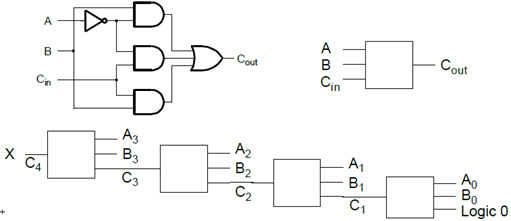 A
B
Cin
Cout
A
B
Cin
Cout
X
C4
A3
B3
C3
A2
B2
C2
A1
B1
C1
A0
B0
Logic 0
+